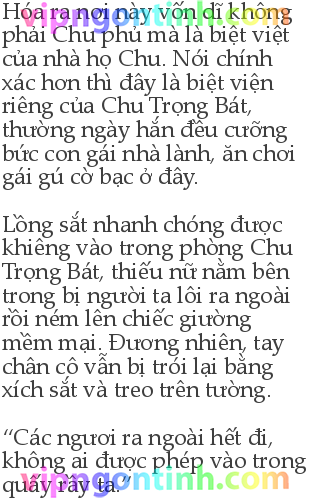 Hóa ra nơi này vốn dĩ không
phải Chu phủ mà là biệt việt
của nhà họ Chu. Nói chính
xác hơn thì đây là biệt viện
riêng của Chu Trọng Bát,
thường ngày hắn đều cưỡng
bức con gái nhà lành, ăn chơi
gái gú cờ bạc ở đây.
Lồng sắt nhanh chóng được
khiêng vào trong phòng Chu
Trọng Bát, thiếu nữ nằm bên
trong bị người ta lôi ra ngoài
rồi ném lên chiếc giường
mềm mại. Đương nhiên, tay
chân cô vẫn bị trói lại bằng
xích sắt và treo trên tường.
“Các ngươi ra ngoài hết đi,
không ai được phép vào trong
quấy rầy ta.”
vipngontinh.com
vipngontinh.com